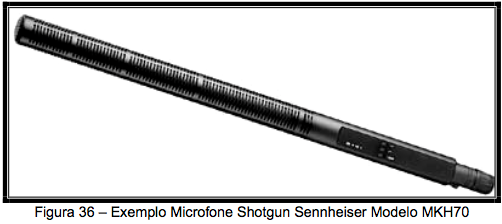 Figura 36 – Exemplo Microfone Shotgun Sennheiser Modelo MKH70